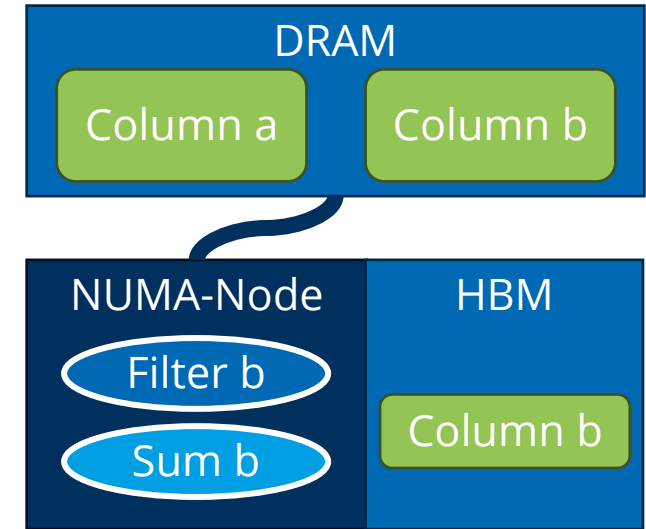 DRAM
Column a
Column b
NUMA-Node
HBM
Filter b
Sum b
Column b